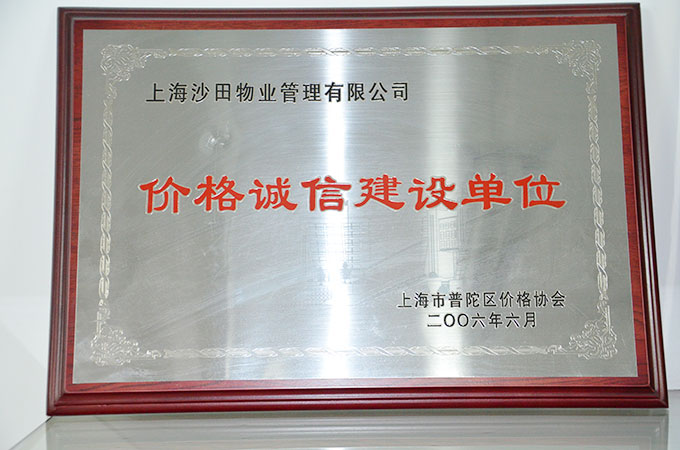 上海沙田物业管理有限公司
价格诚信建设单位
上海市普陀区价格协会
二OO六年六月